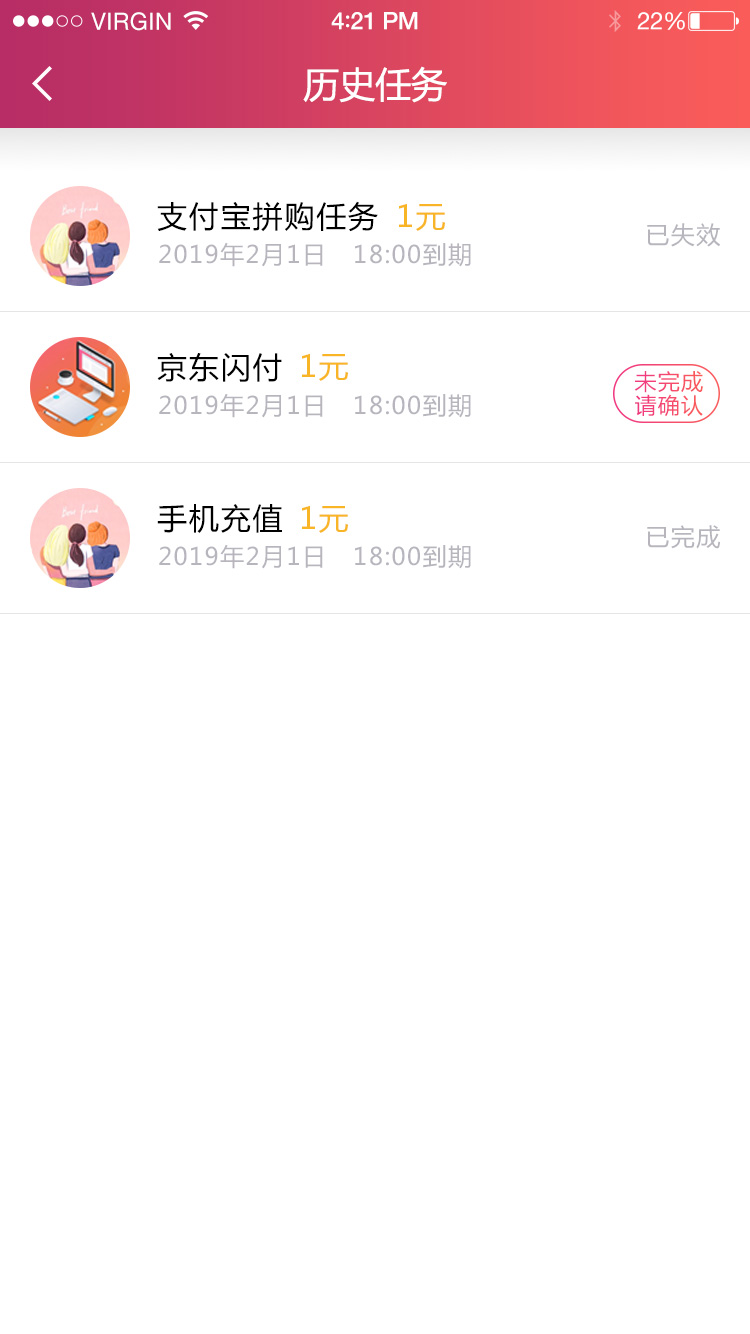 VIRGIN 4:21 PM 22%
历史任务
支付宝拼购任务 1元
2019年2月1日 18:00到期
已失效
京东闪付 1元
2019年2月1日 18:00到期
未完成
请确认
手机充值 1元
2019年2月1日 18:00到期
已完成